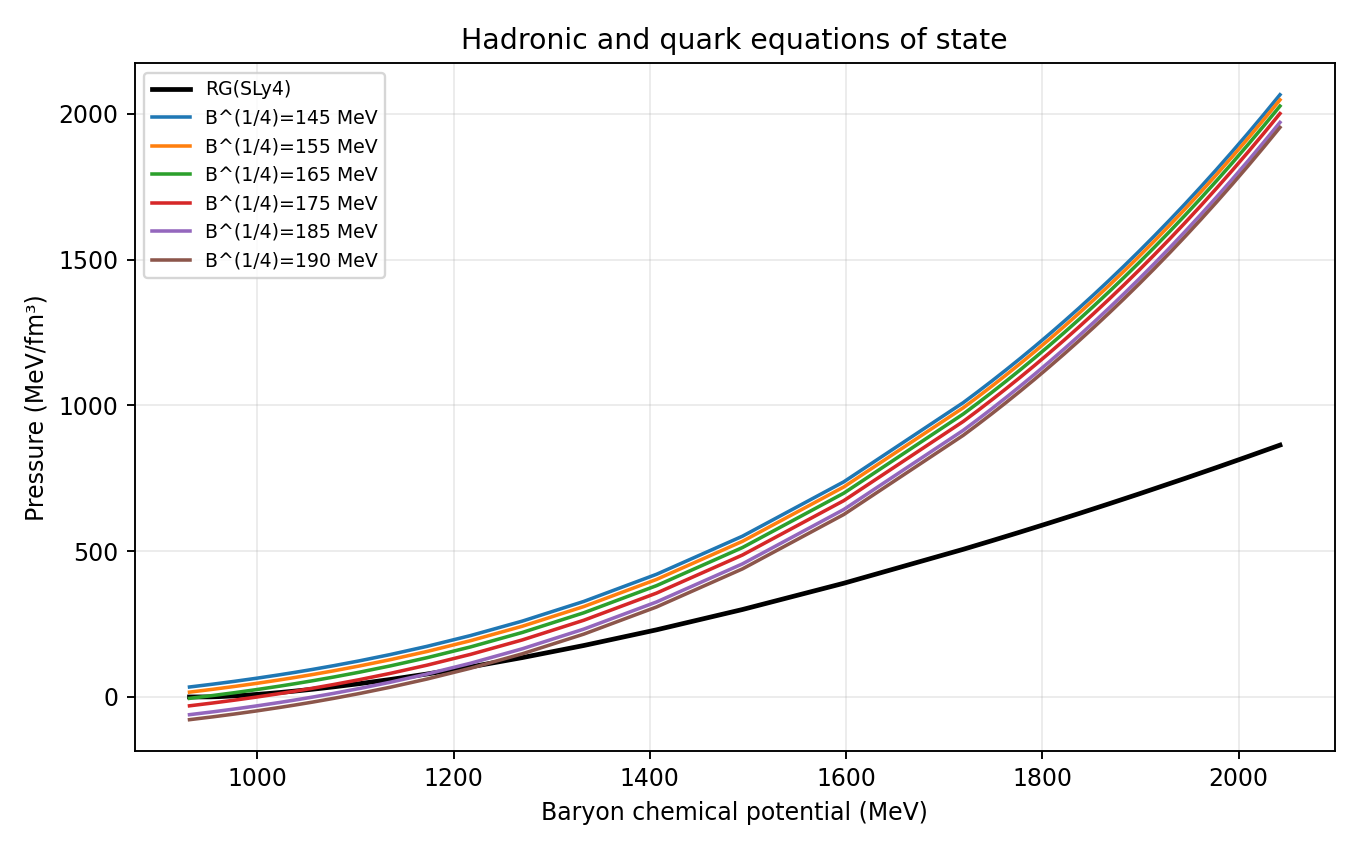 Hadronic and quark equations of state
RG(SLy4)
B^(1/4)=145 MeV
B^(1/4)=155 MeV
B^(1/4)=165 MeV
B^(1/4)=175 MeV
B^(1/4)=185 MeV
B^(1/4)=190 MeV
Pressure (MeV/fm³)
2000
1500
1000
500
0
1000 1200 1400 1600 1800 2000
Baryon chemical potential (MeV)